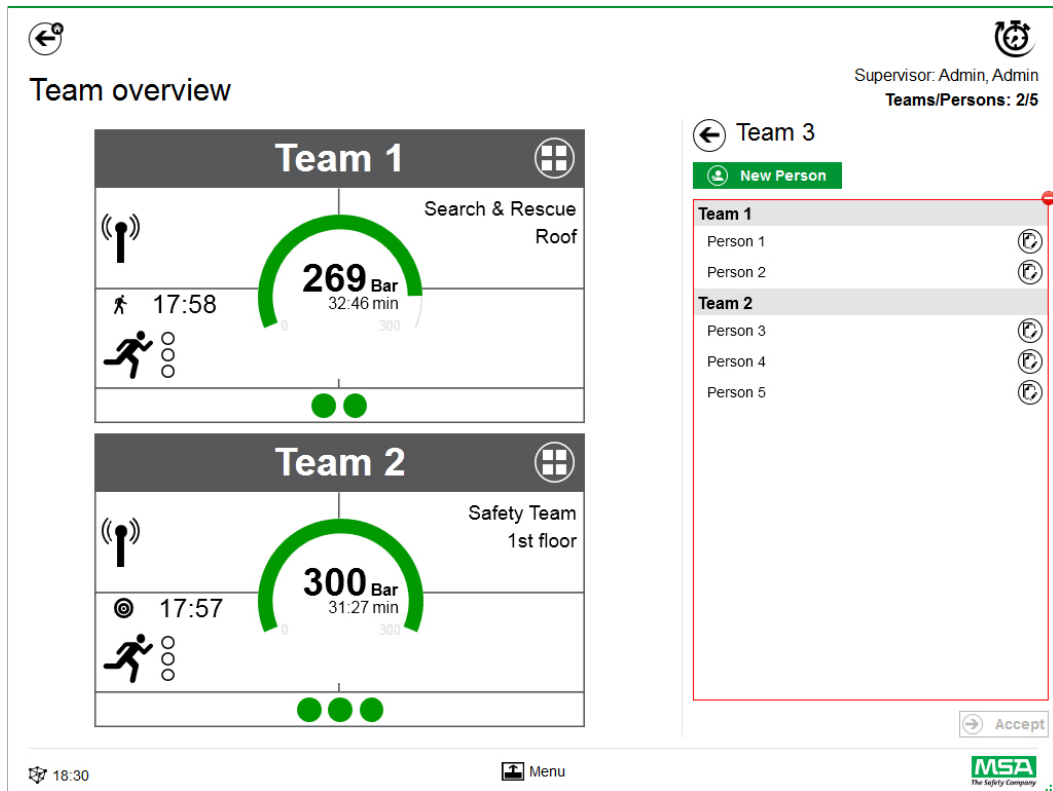 Supervisor: Admin, Admin
Team overview
Teams/Persons: 2/5
Team 1
Search & Rescue
Roof
269 Bar
32:46 min
0 300
17:58
Team 2
Safety Team
1st floor
300 Bar
31:27 min
0 300
17:57
Team 3
New Person
Team 1
Person 1
Person 2
Team 2
Person 3
Person 4
Person 5
Accept
18:30
Menu
MSA
The Safety Company